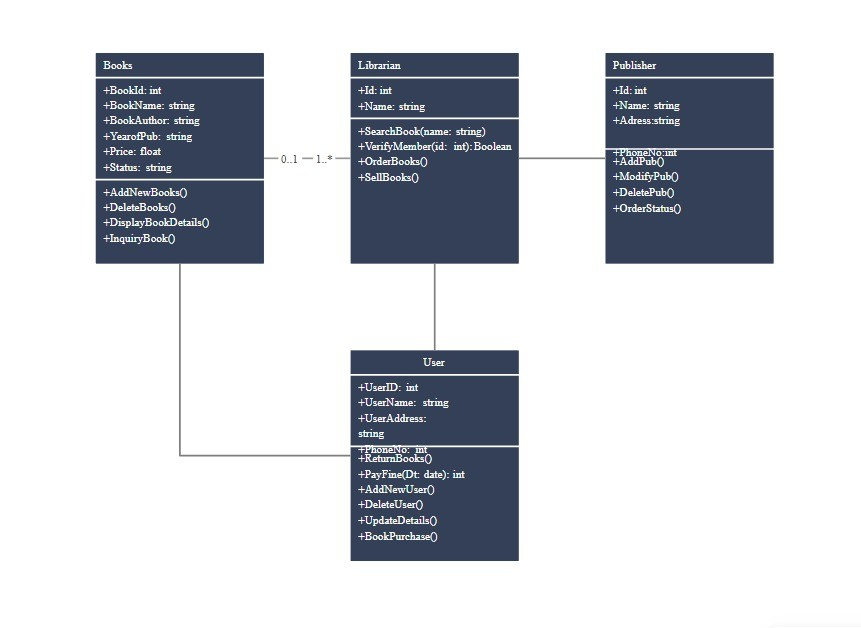 Books
+BookId: int
+BookName: string
+BookAuthor: string
+YearofPub: string
+Price: float
+Status: string
+AddNewBooks()
+DeleteBooks()
+DisplayBookDetails()
+InquiryBook()
0..1
1..*
Librarian
+Id: int
+Name: string
+SearchBook(name: string)
+VerifyMember(id: int): Boolean
+OrderBooks()
+SellBooks()
Publisher
+Id: int
+Name: string
+Adress:string
+PhoneNo:int
+AddPub()
+ModifyPub()
+DeletePub()
+OrderStatus()
User
+UserID: int
+UserName: string
+UserAddress:
string
+PhoneNo: int
+ReturnBooks()
+PayFine(Dt: date): int
+AddNewUser()
+DeleteUser()
+UpdateDetails()
+BookPurchase()